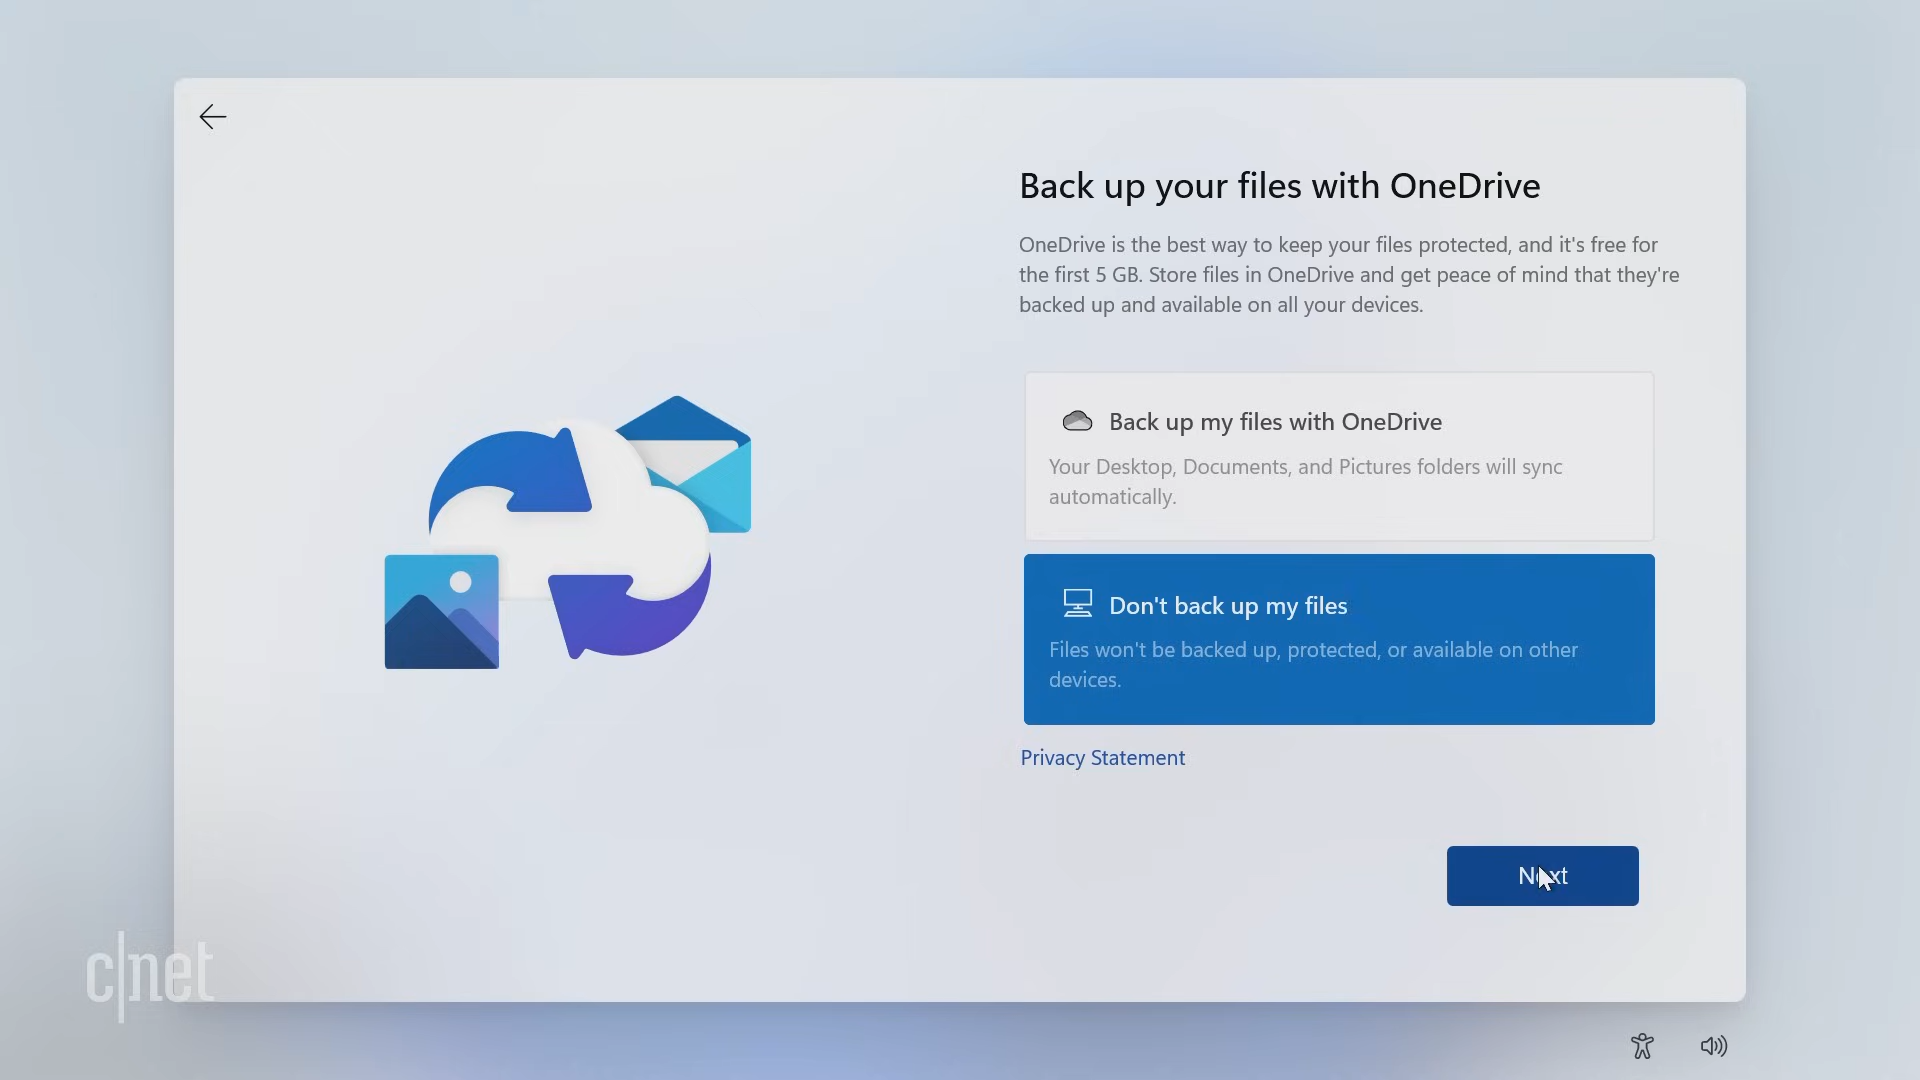 Back up your files with OneDrive
OneDrive is the best way to keep your files protected, and it's free for
the first 5 GB. Store files in OneDrive and get peace of mind that they're
backed up and available on all your devices.
Back up my files with OneDrive
Your Desktop, Documents, and Pictures folders will sync
automatically.
Don't back up my files
Files won't be backed up, protected, or available on other
devices.
Privacy Statement
Next
c|net